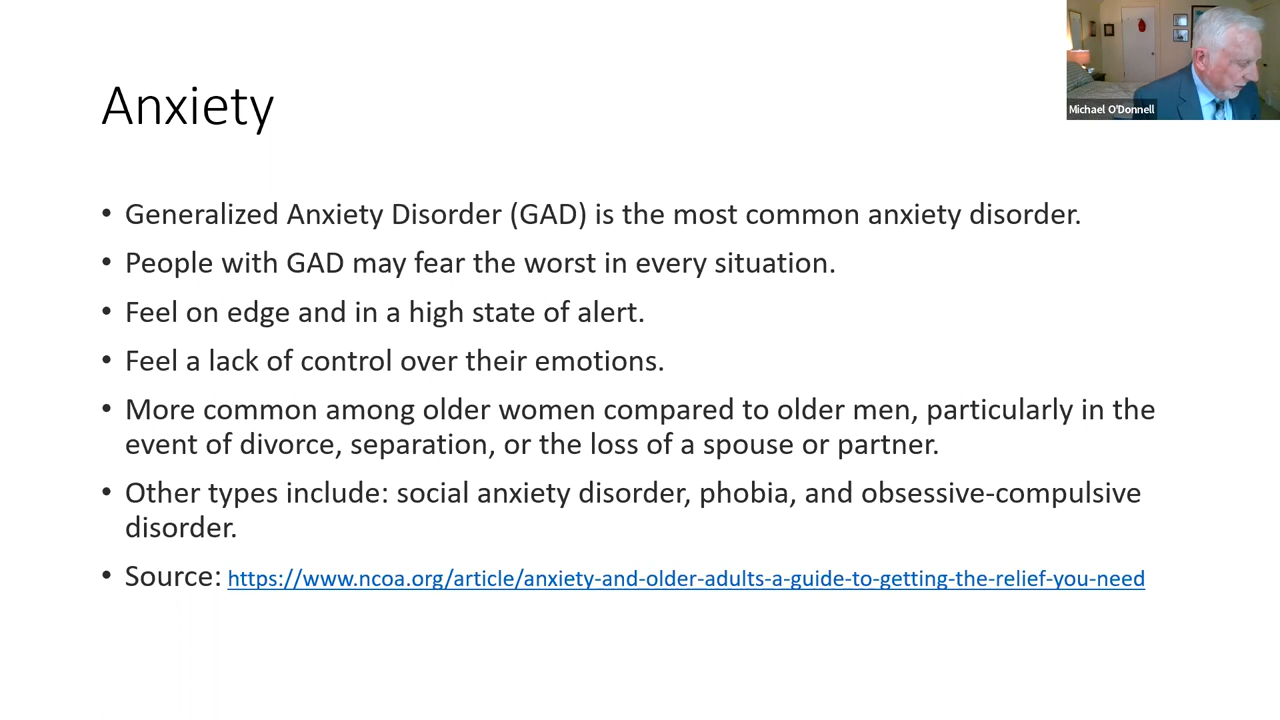 Michael O'Donnell
Anxiety
• Generalized Anxiety Disorder (GAD) is the most common anxiety disorder.
• People with GAD may fear the worst in every situation.
• Feel on edge and in a high state of alert.
• Feel a lack of control over their emotions.
• More common among older women compared to older men, particularly in the
event of divorce, separation, or the loss of a spouse or partner.
• Other types include: social anxiety disorder, phobia, and obsessive-compulsive
disorder.
• Source: https://www.ncoa.org/article/anxiety-and-older-adults-a-guide-to-getting-the-relief-you-need